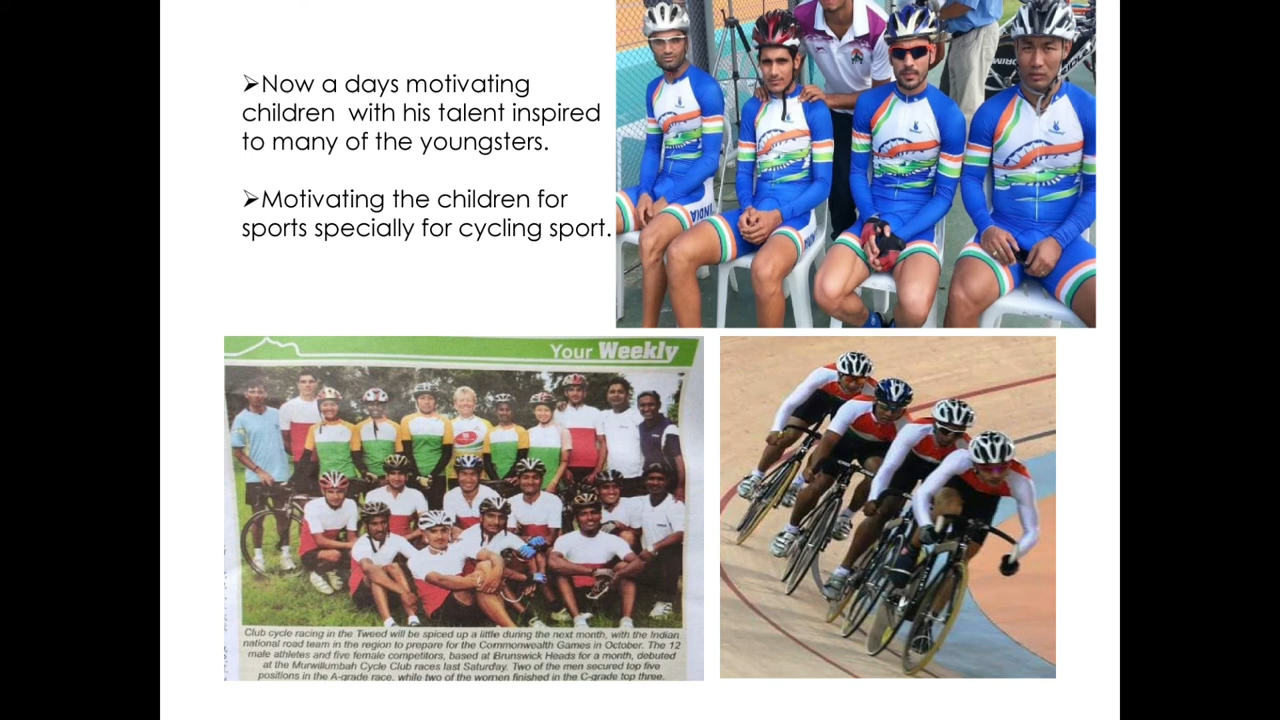 ➢Now a days motivating
children  with his talent inspired
to many of the youngsters.
➢Motivating the children for
sports specially for cycling sport.
INDIA
Your Weekly
Club cycle racing in the Tweed will be spiced up a little during the next month, with the Indian
national road team in the region to prepare for the Commonwealth Games in October. The 12
male athletes and five female competitors, based at Brunswick Heads for a month, debuted
at the Murwillumbah Cycle Club races last Saturday. Two of the men secured top five
positions in the A-grade race, while two of the women finished in the C-grade top three.